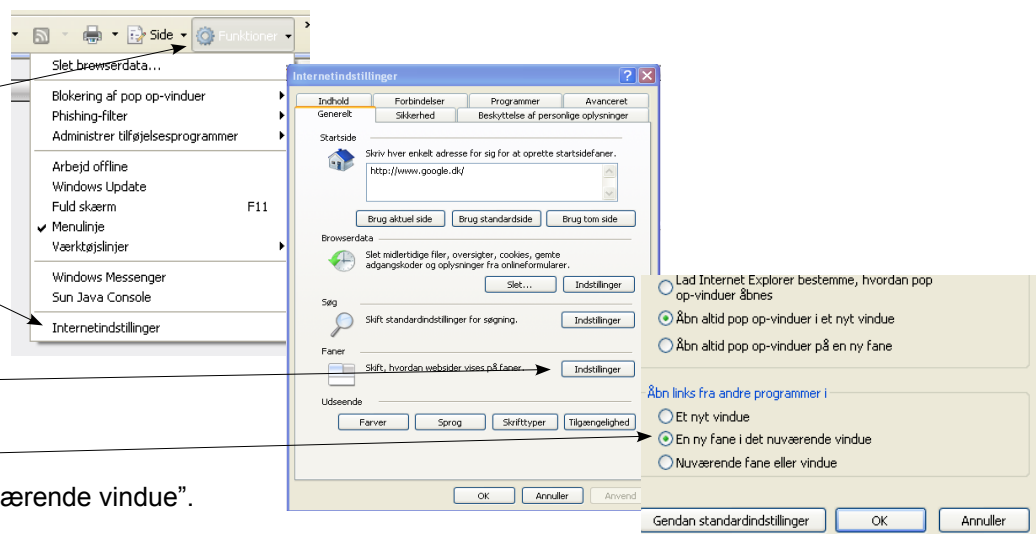 Side
Funktioner
Slet browserdata...
Blokering af pop op-vinduer
Phishing-filter
Administrer tilføjelsesprogrammer
Arbejd offline
Windows Update
Fuld skærm F11
Menulinje
Værktøjslinjer
Windows Messenger
Sun Java Console
Internetindstillinger
Internetindstillinger
Indhold Forbindelser Programmer Avanceret
Generelt Sikkerhed Beskyttelse af personlige oplysninger
Startside
Skriv hver enkelt adresse for sig for at oprette startsidefaner.
http://www.google.dk/
Brug aktuel side Brug standardside Brug tom side
Browserdata
Slet midlertidige filer, oversigter, cookies, gemte
adgangskoder og oplysninger fra onlineformularer.
Slet... Indstillinger
Søg
Skift standardindstillinger for søgning. Indstillinger
Faner
Skift, hvordan websider vises på faner. Indstillinger
Udseende
Farver Sprog Skrifttyper Tilgængelighed
OK Annuller Anvend
Lad Internet Explorer bestemme, hvordan pop
op-vinduer åbnes
Åbn altid pop op-vinduer i et nyt vindue
Åbn altid pop op-vinduer på en ny fane
Åbn links fra andre programmer i
Et nyt vindue
En ny fane i det nuværende vindue
Nuværende fane eller vindue
Gendan standardindstillinger OK Annuller
ærende vindue”.